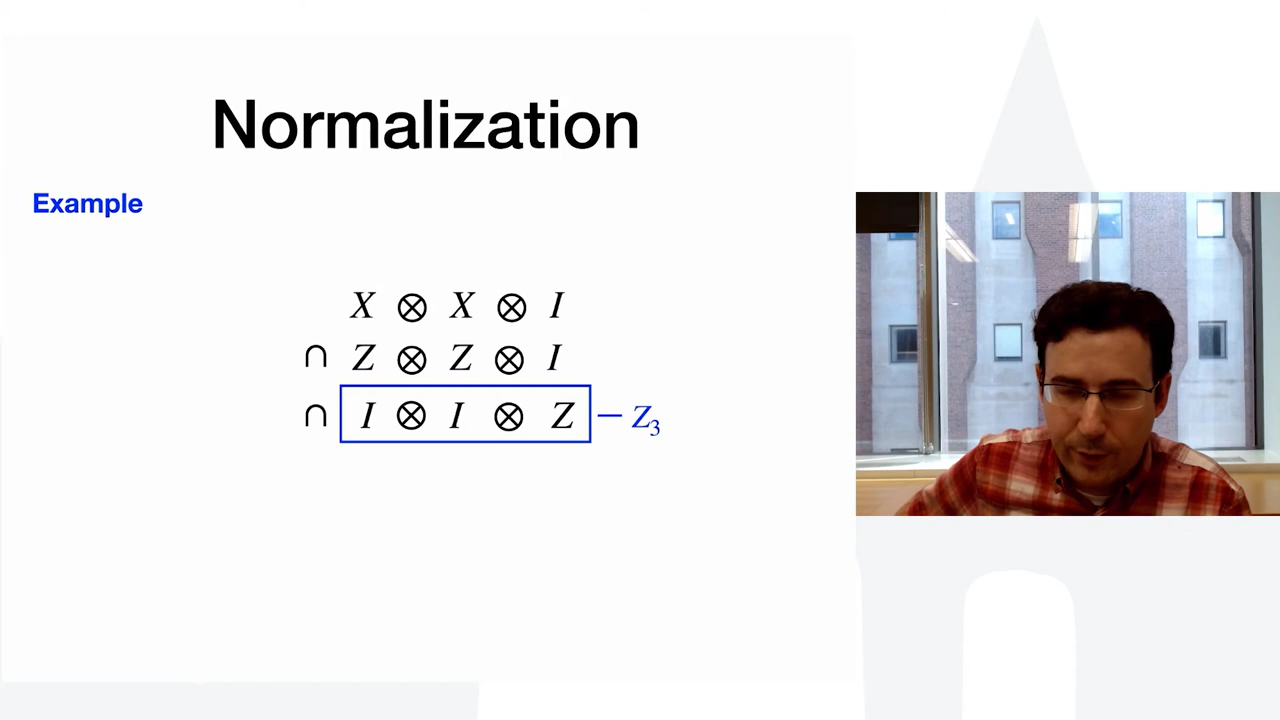 Normalization
Example
X ⊗ X ⊗ I
∩ Z ⊗ Z ⊗ I
∩ I ⊗ I ⊗ Z — Z₃